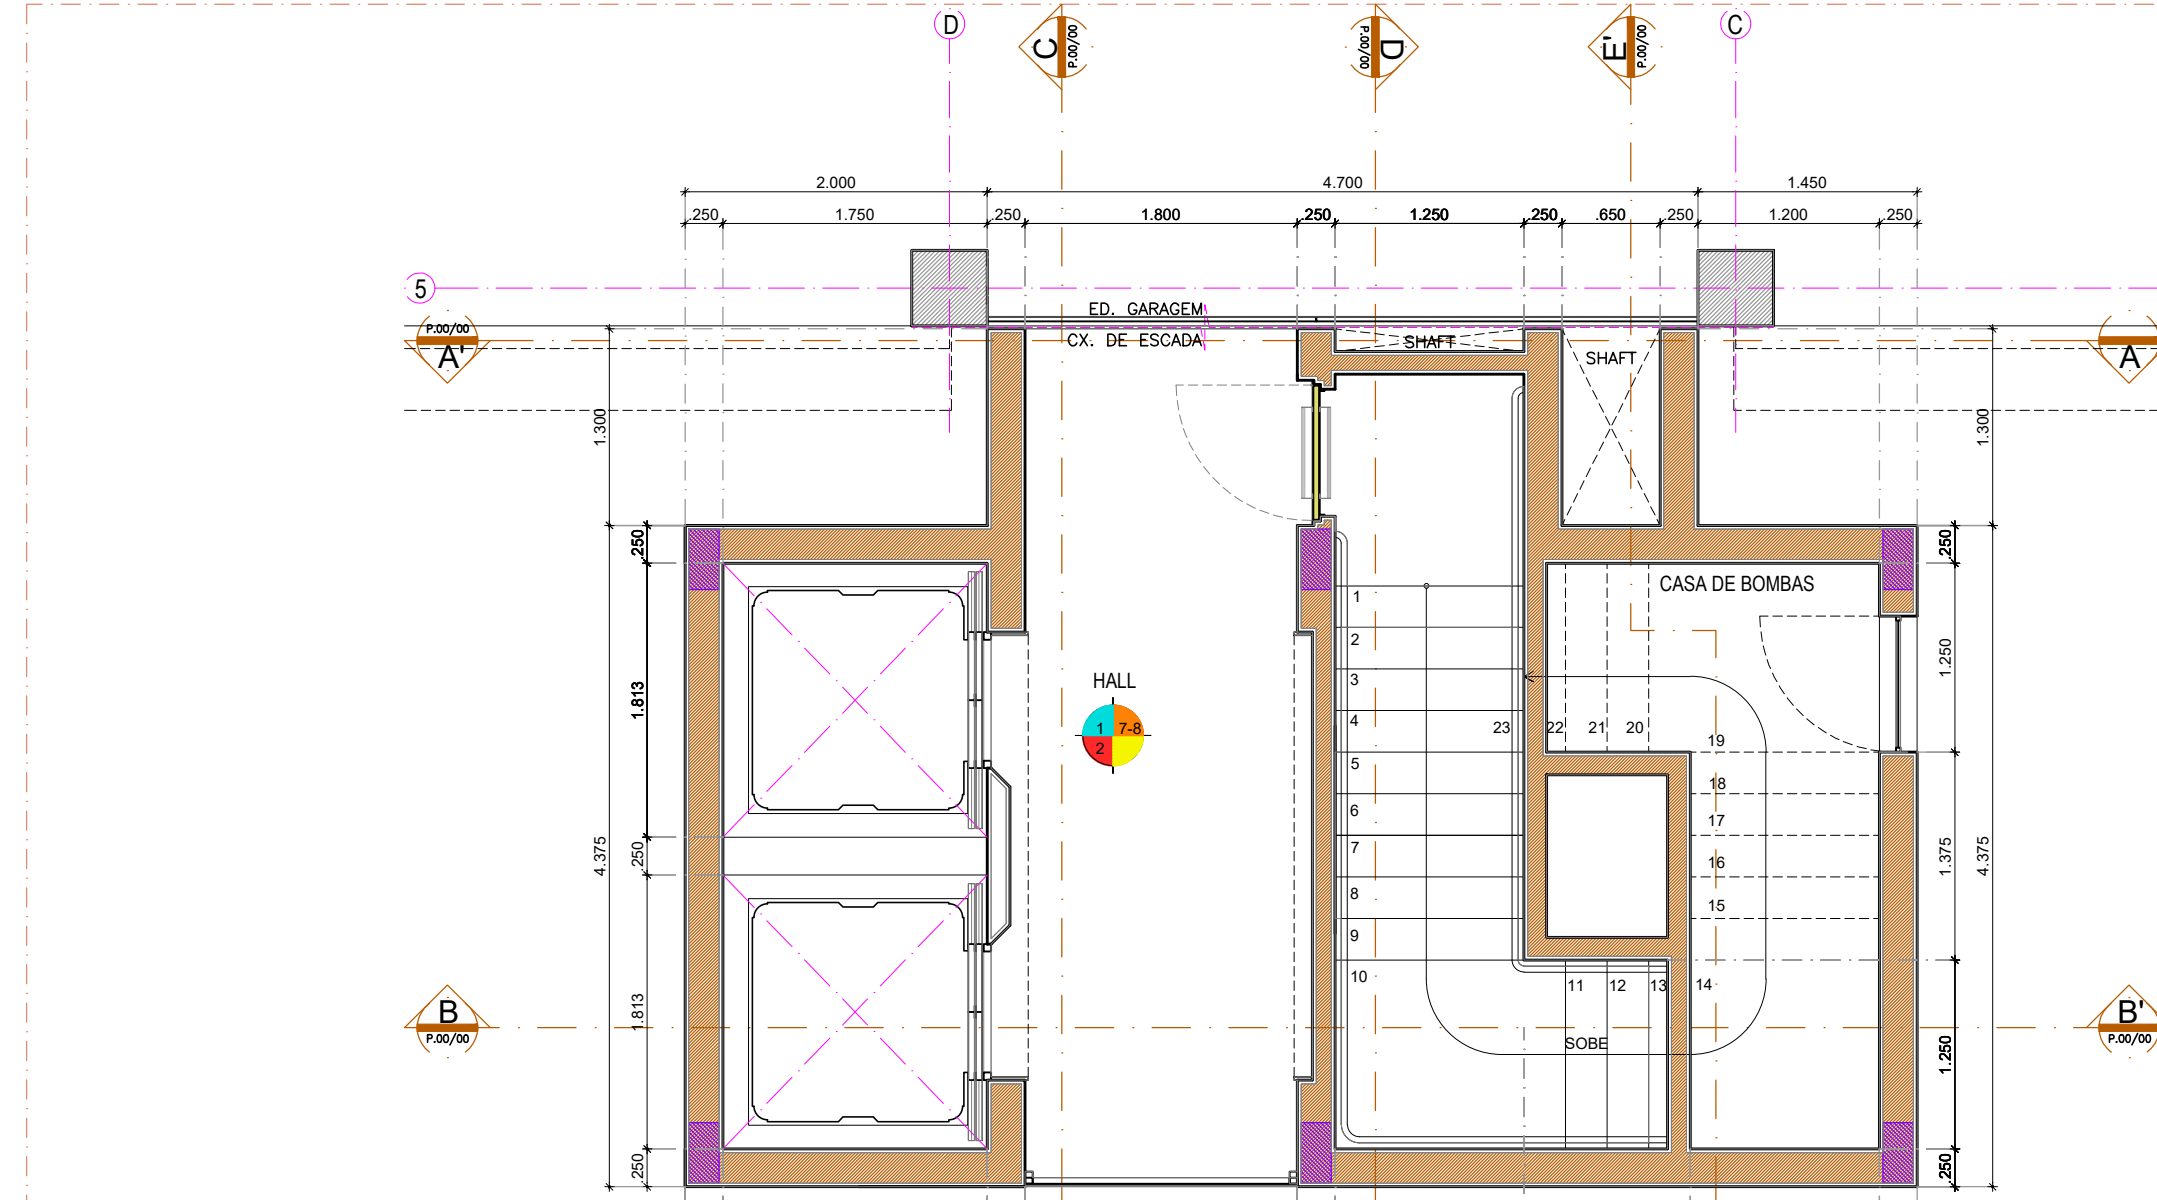 D
C
P.00/00
D
P.00/00
E'
P.00/00
C
2.000
4.700
1.450
.250
1.750
.250
1.800
.250
1.250
.250
.650
.250
1.200
.250
5
ED. GARAGEM
CX. DE ESCADA
P.00/00
A'
SHAFT
SHAFT
A
P.00/00
1.300
1.300
.250
.250
CASA DE BOMBAS
1
2
3
4
5
6
7
8
9
10
1.250
1.813
HALL
1
7-8
2
23
22
21
20
19
18
17
16
15
4.375
.250
1.375
4.375
11
12
13
14
B
P.00/00
1.813
SOBE
1.250
B'
P.00/00
.250
.250